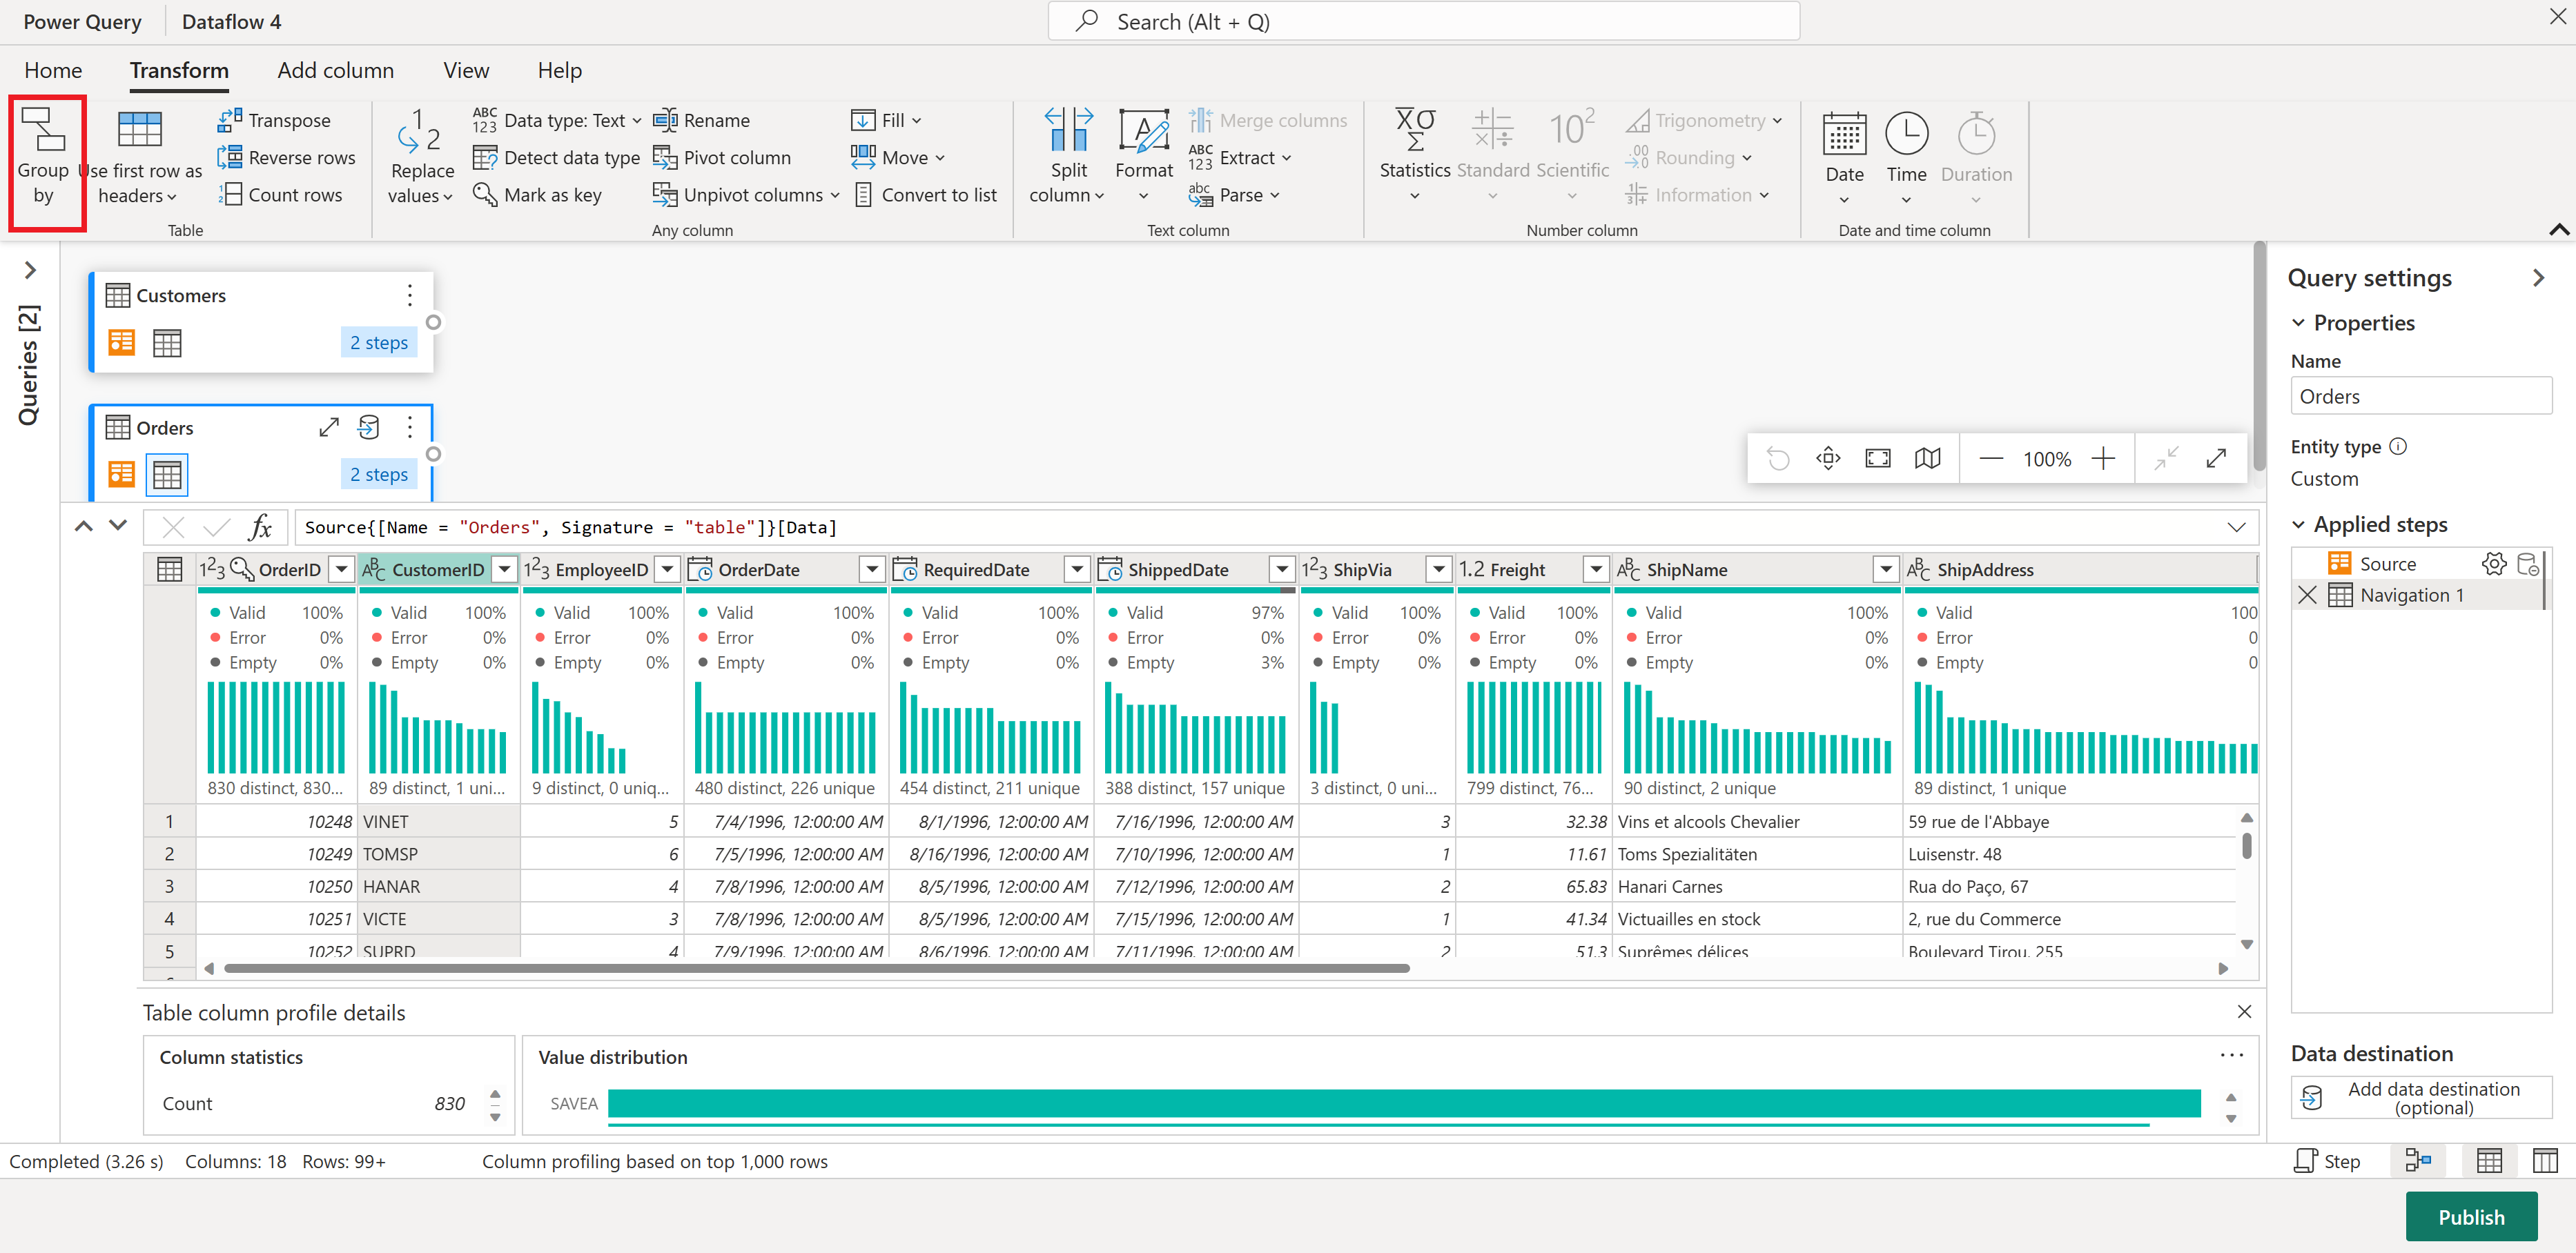 Power Query
Dataflow 4
Search (Alt + Q)
Home
Transform
Add column
View
Help
Group
by
Use first row as
headers
Transpose
Reverse rows
Count rows
Table
Replace
values
Data type: Text
Detect data type
Mark as key
Rename
Pivot column
Unpivot columns
Fill
Move
Convert to list
Any column
Split
column
Format
Merge columns
Extract
Parse
Text column
Statistics
Standard
Scientific
Trigonometry
Rounding
Information
Number column
Date
Time
Duration
Date and time column
Queries [2]
Customers
2 steps
Orders
2 steps
100%
Source{[Name = "Orders", Signature = "table"]}[Data]
OrderID CustomerID EmployeeID OrderDate RequiredDate ShippedDate ShipVia Freight ShipName ShipAddress
Valid 100% Valid 100% Valid 100% Valid 100% Valid 100% Valid 97% Valid 100% Valid 100% Valid 100% Valid 100
Error 0% Error 0% Error 0% Error 0% Error 0% Error 0% Error 0% Error 0% Error 0% Error 0
Empty 0% Empty 0% Empty 0% Empty 0% Empty 0% Empty 3% Empty 0% Empty 0% Empty 0% Empty 0
830 distinct, 830... 89 distinct, 1 uni... 9 distinct, 0 uniq... 480 distinct, 226 unique 454 distinct, 211 unique 388 distinct, 157 unique 3 distinct, 0 uni... 799 distinct, 76... 90 distinct, 2 unique 89 distinct, 1 unique
1 10248 VINET 5 7/4/1996, 12:00:00 AM 8/1/1996, 12:00:00 AM 7/16/1996, 12:00:00 AM 3 32.38 Vins et alcools Chevalier 59 rue de l'Abbaye
2 10249 TOMSP 6 7/5/1996, 12:00:00 AM 8/16/1996, 12:00:00 AM 7/10/1996, 12:00:00 AM 1 11.61 Toms Spezialitäten Luisenstr. 48
3 10250 HANAR 4 7/8/1996, 12:00:00 AM 8/5/1996, 12:00:00 AM 7/12/1996, 12:00:00 AM 2 65.83 Hanari Carnes Rua do Paço, 67
4 10251 VICTE 3 7/8/1996, 12:00:00 AM 8/5/1996, 12:00:00 AM 7/15/1996, 12:00:00 AM 1 41.34 Victuailles en stock 2, rue du Commerce
5 10252 SUPRD 4 7/9/1996, 12:00:00 AM 8/6/1996, 12:00:00 AM 7/11/1996, 12:00:00 AM 2 51.3 Suprêmes délices Boulevard Tirou, 255
Table column profile details
Column statistics
Count 830
Value distribution
SAVEA
Completed (3.26 s) Columns: 18 Rows: 99+ Column profiling based on top 1,000 rows
Step
Query settings
Properties
Name
Orders
Entity type
Custom
Applied steps
Source
Navigation 1
Data destination
Add data destination
(optional)
Publish